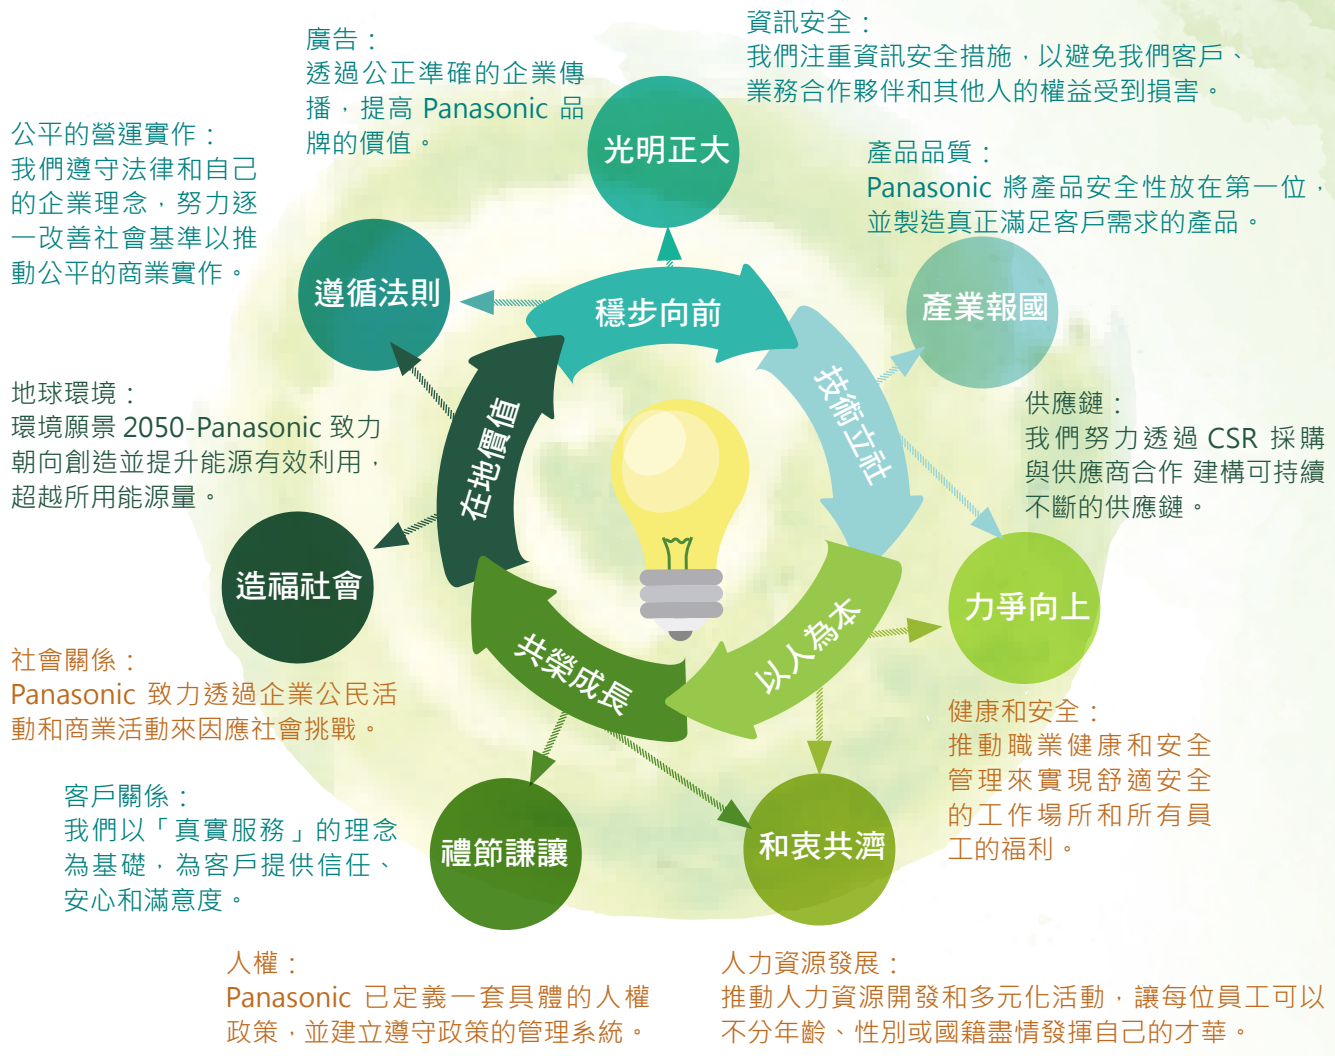 廣告：
透過公正準確的企業傳
播，提高 Panasonic 品
牌的價值。
資訊安全：
我們注重資訊安全措施，以避免我們客戶、
業務合作夥伴和其他人的權益受到損害。
公平的營運實作：
我們遵守法律和自己
的企業理念，努力逐
一改善社會基準以推
動公平的商業實作。
光明正大
產品品質：
Panasonic 將產品安全性放在第一位，
並製造真正滿足客戶需求的產品。
遵循法則
穩步向前
產業報國
技術立社
在地價值
地球環境：
環境願景 2050-Panasonic 致力
朝向創造並提升能源有效利用，
超越所用能源量。
供應鏈：
我們努力透過 CSR 採購
與供應商合作 建構可持續
不斷的供應鏈。
造福社會
力爭向上
以人為本
共榮成長
社會關係：
Panasonic 致力透過企業公民活
動和商業活動來因應社會挑戰。
健康和安全：
推動職業健康和安全
管理來實現舒適安全
的工作場所和所有員
工的福利。
客戶關係：
我們以「真實服務」的理念
為基礎，為客戶提供信任、
安心和滿意度。
禮節謙讓
和衷共濟
人權：
Panasonic 已定義一套具體的人權
政策，並建立遵守政策的管理系統。
人力資源發展：
推動人力資源開發和多元化活動，讓每位員工可以
不分年齡、性別或國籍盡情發揮自己的才華。